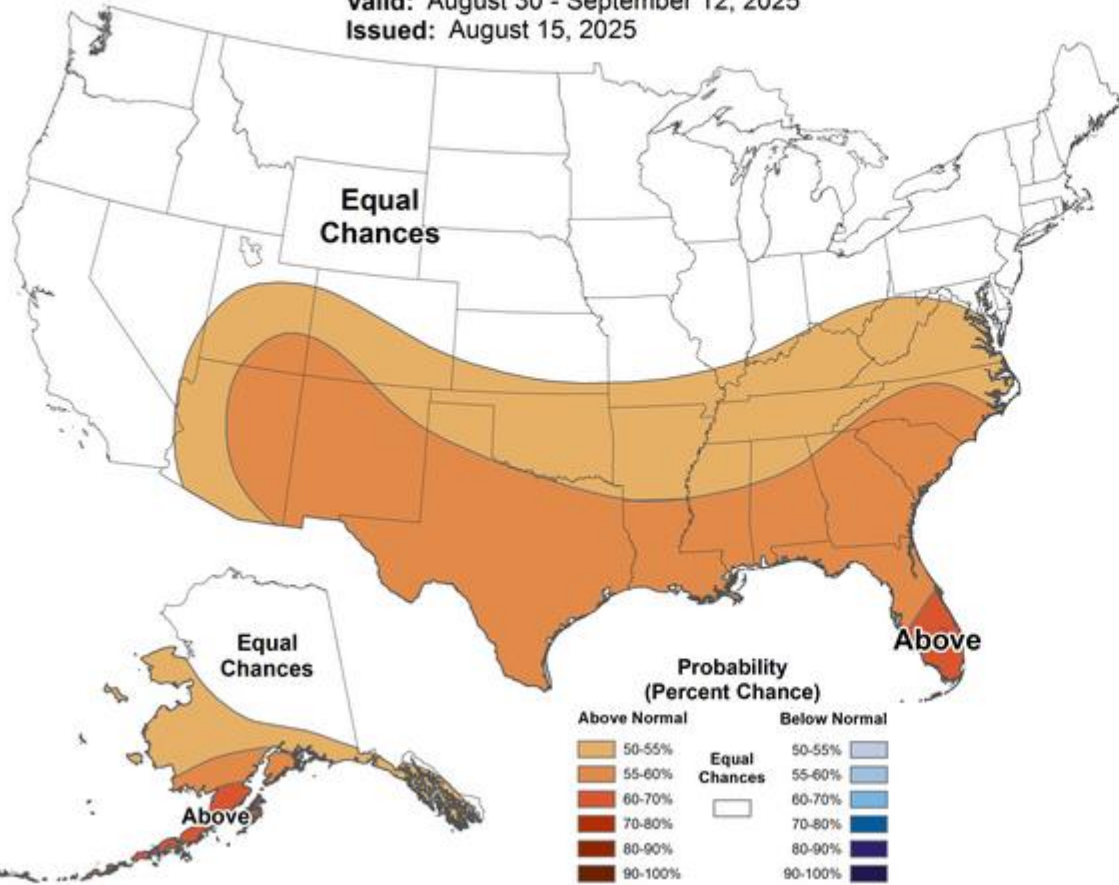 Valid: August 30 - September 12, 2025
Issued: August 15, 2025
Equal
Chances
Above
Equal
Chances
Above
Probability
(Percent Chance)
Above Normal
Below Normal
Equal
Chances
50-55%
55-60%
60-70%
70-80%
80-90%
90-100%
50-55%
55-60%
60-70%
70-80%
80-90%
90-100%